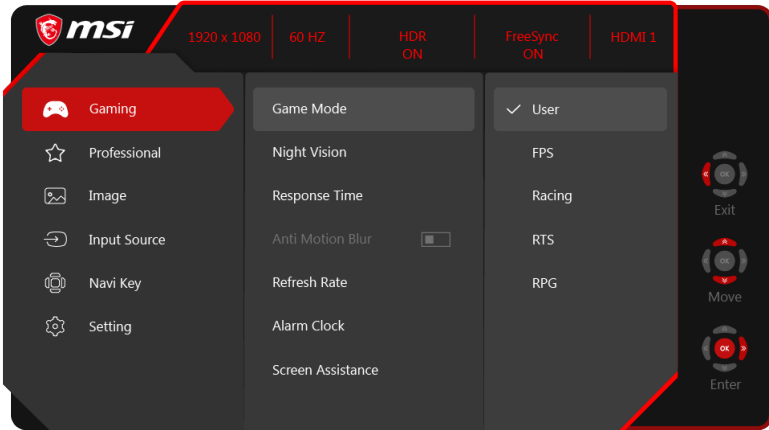 msi
1920 x 1080
60 HZ
HDR
ON
FreeSync
ON
HDMI 1
Gaming
Professional
Image
Input Source
Navi Key
Setting
Game Mode
Night Vision
Response Time
Anti Motion Blur
Refresh Rate
Alarm Clock
Screen Assistance
User
FPS
Racing
RTS
RPG
OK
Exit
OK
Move
OK
Enter